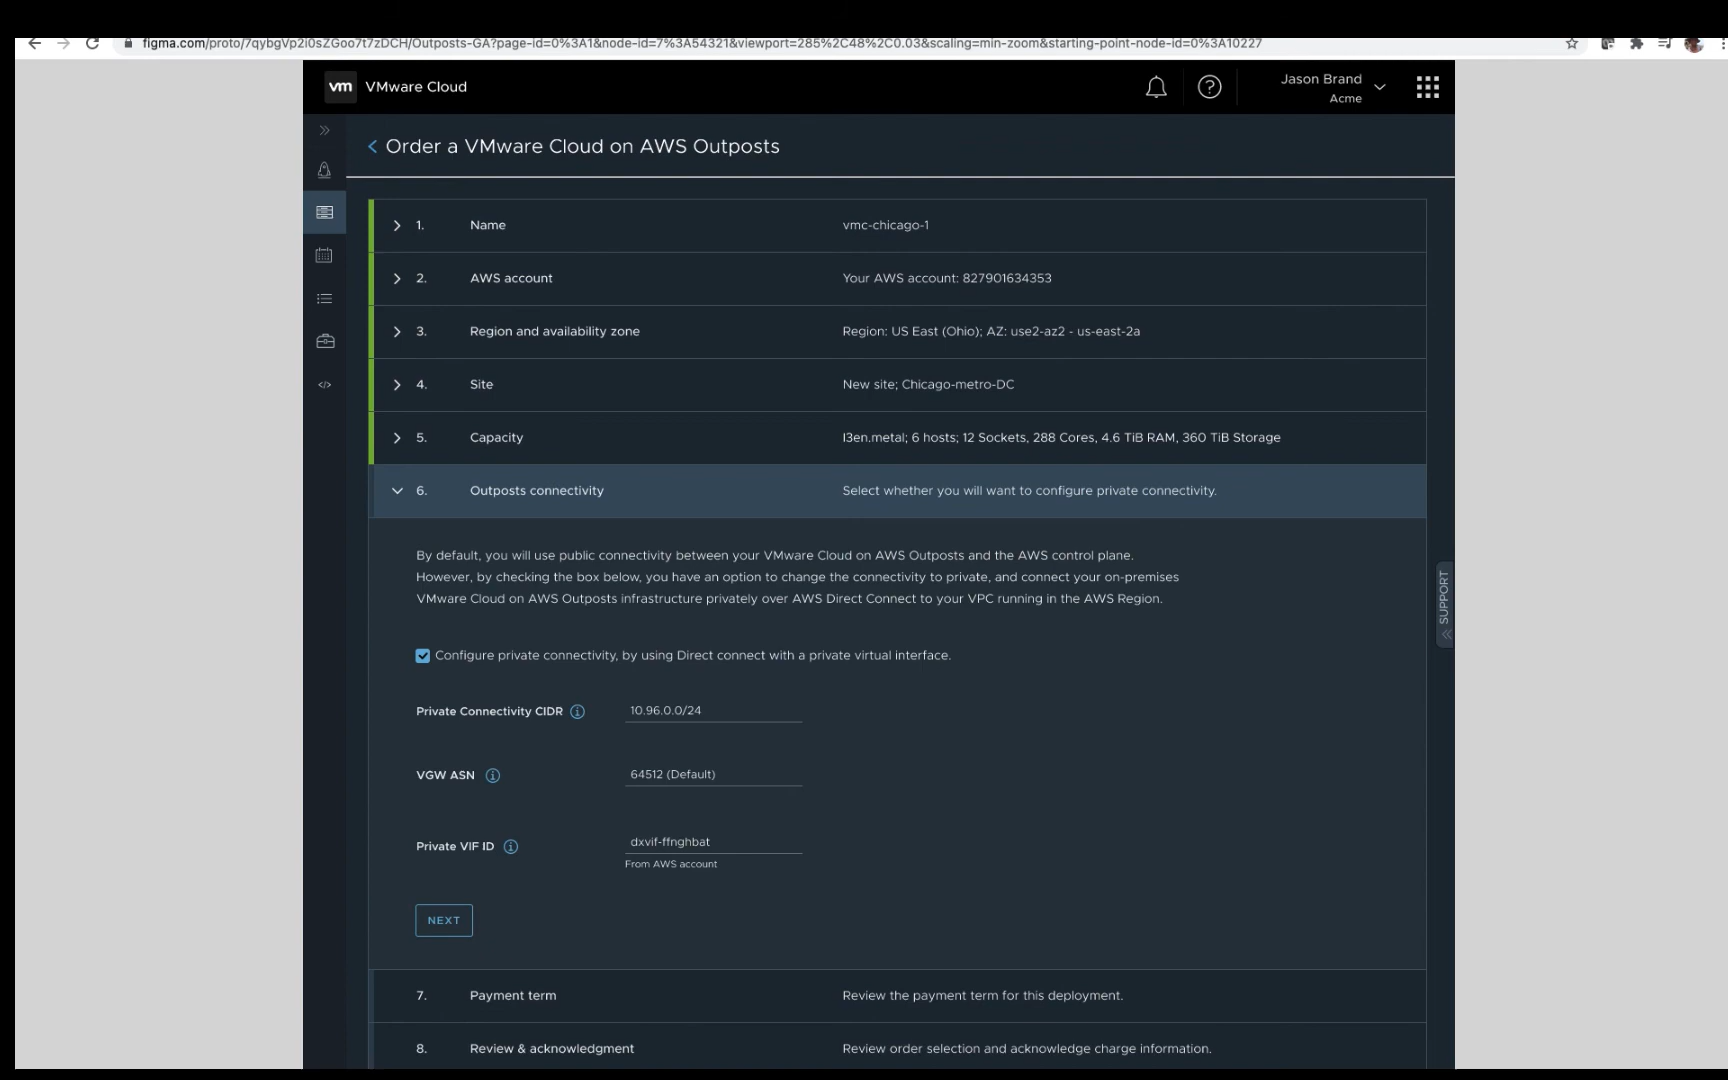 figma.com/proto/7qybgVp2i0sZGoo7t7zDCH/Outposts-GA?page-id=0%3A1&node-id=7%3A54321&viewport=285%2C48%2C0.03&scaling=min-zoom&starting-point-node-id=0%3A10227
vm VMware Cloud
Jason Brand
Acme
Order a VMware Cloud on AWS Outposts
1. Name vmc-chicago-1
2. AWS account Your AWS account: 827901634353
3. Region and availability zone Region: US East (Ohio); AZ: use2-az2 - us-east-2a
4. Site New site; Chicago-metro-DC
5. Capacity I3en.metal; 6 hosts; 12 Sockets, 288 Cores, 4.6 TiB RAM, 360 TiB Storage
6. Outposts connectivity Select whether you will want to configure private connectivity.
By default, you will use public connectivity between your VMware Cloud on AWS Outposts and the AWS control plane.
However, by checking the box below, you have an option to change the connectivity to private, and connect your on-premises
VMware Cloud on AWS Outposts infrastructure privately over AWS Direct Connect to your VPC running in the AWS Region.
SUPPORT
Configure private connectivity, by using Direct connect with a private virtual interface.
Private Connectivity CIDR 10.96.0.0/24
VGW ASN 64512 (Default)
Private VIF ID dxvif-ffnghbat
From AWS account
NEXT
7. Payment term Review the payment term for this deployment.
8. Review & acknowledgment Review order selection and acknowledge charge information.